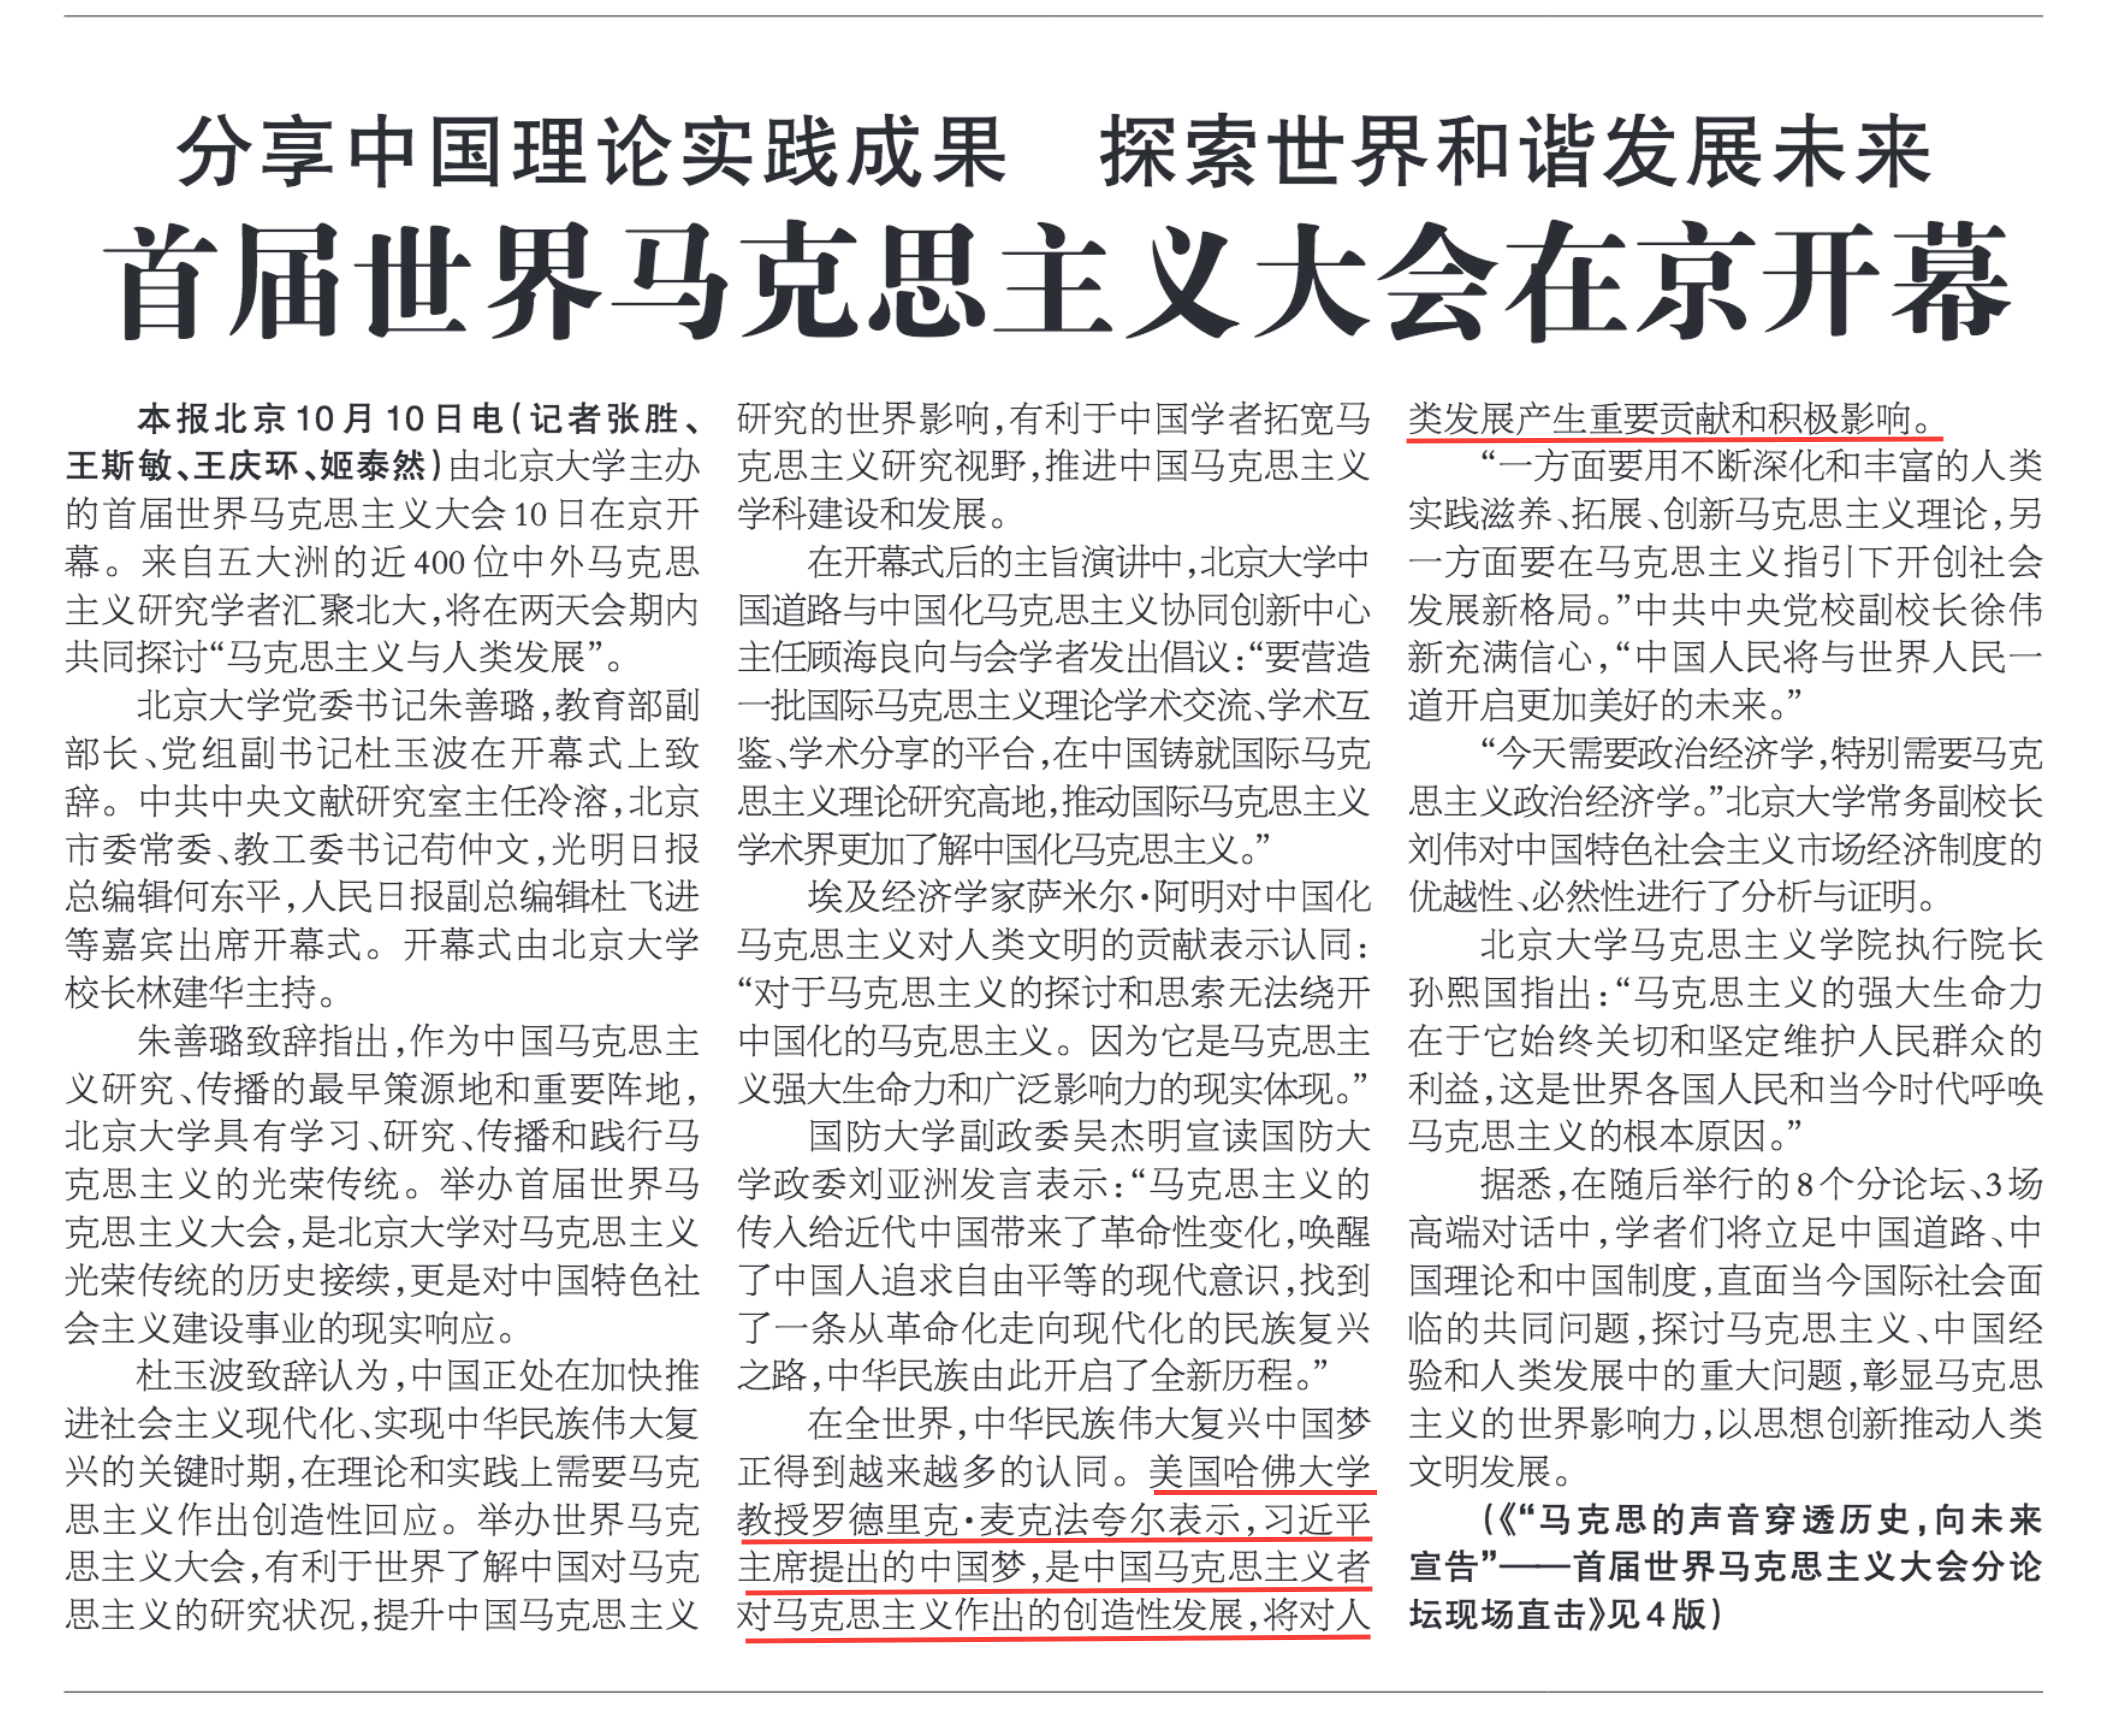 分享中国理论实践成果　探索世界和谐发展未来
首届世界马克思主义大会在京开幕
本报北京10月10日电(记者张胜、
王斯敏、王庆环、姬泰然)由北京大学主办
的首届世界马克思主义大会10日在京开
幕。来自五大洲的近400位中外马克思
主义研究学者汇聚北大,将在两天会期内
共同探讨“马克思主义与人类发展”。
北京大学党委书记朱善璐,教育部副
部长、党组副书记杜玉波在开幕式上致
辞。中共中央文献研究室主任冷溶,北京
市委常委、教工委书记苟仲文,光明日报
总编辑何东平,人民日报副总编辑杜飞进
等嘉宾出席开幕式。开幕式由北京大学
校长林建华主持。
朱善璐致辞指出,作为中国马克思主
义研究、传播的最早策源地和重要阵地,
北京大学具有学习、研究、传播和践行马
克思主义的光荣传统。举办首届世界马
克思主义大会,是北京大学对马克思主义
光荣传统的历史接续,更是对中国特色社
会主义建设事业的现实响应。
杜玉波致辞认为,中国正处在加快推
进社会主义现代化、实现中华民族伟大复
兴的关键时期,在理论和实践上需要马克
思主义作出创造性回应。举办世界马克
思主义大会,有利于世界了解中国对马克
思主义的研究状况,提升中国马克思主义
研究的世界影响,有利于中国学者拓宽马
克思主义研究视野,推进中国马克思主义
学科建设和发展。
在开幕式后的主旨演讲中,北京大学中
国道路与中国化马克思主义协同创新中心
主任顾海良向与会学者发出倡议:“要营造
一批国际马克思主义理论学术交流、学术互
鉴、学术分享的平台,在中国铸就国际马克
思主义理论研究高地,推动国际马克思主义
学术界更加了解中国化马克思主义。”
埃及经济学家萨米尔·阿明对中国化
马克思主义对人类文明的贡献表示认同:
“对于马克思主义的探讨和思索无法绕开
中国化的马克思主义。因为它是马克思主
义强大生命力和广泛影响力的现实体现。”
国防大学副政委吴杰明宣读国防大
学政委刘亚洲发言表示:“马克思主义的
传入给近代中国带来了革命性变化,唤醒
了中国人追求自由平等的现代意识,找到
了一条从革命化走向现代化的民族复兴
之路,中华民族由此开启了全新历程。”
在全世界,中华民族伟大复兴中国梦
正得到越来越多的认同。美国哈佛大学
教授罗德里克·麦克法夸尔表示,习近平
主席提出的中国梦,是中国马克思主义者
对马克思主义作出的创造性发展,将对人
类发展产生重要贡献和积极影响。
“一方面要用不断深化和丰富的人类
实践滋养、拓展、创新马克思主义理论,另
一方面要在马克思主义指引下开创社会
发展新格局。”中共中央党校副校长徐伟
新充满信心,“中国人民将与世界人民一
道开启更加美好的未来。”
“今天需要政治经济学,特别需要马克
思主义政治经济学。”北京大学常务副校长
刘伟对中国特色社会主义市场经济制度的
优越性、必然性进行了分析与证明。
北京大学马克思主义学院执行院长
孙熙国指出:“马克思主义的强大生命力
在于它始终关切和坚定维护人民群众的
利益,这是世界各国人民和当今时代呼唤
马克思主义的根本原因。”
据悉,在随后举行的8个分论坛、3场
高端对话中,学者们将立足中国道路、中
国理论和中国制度,直面当今国际社会面
临的共同问题,探讨马克思主义、中国经
验和人类发展中的重大问题,彰显马克思
主义的世界影响力,以思想创新推动人类
文明发展。
(《“马克思的声音穿透历史,向未来
宣告”——首届世界马克思主义大会分论
坛现场直击》见4版)